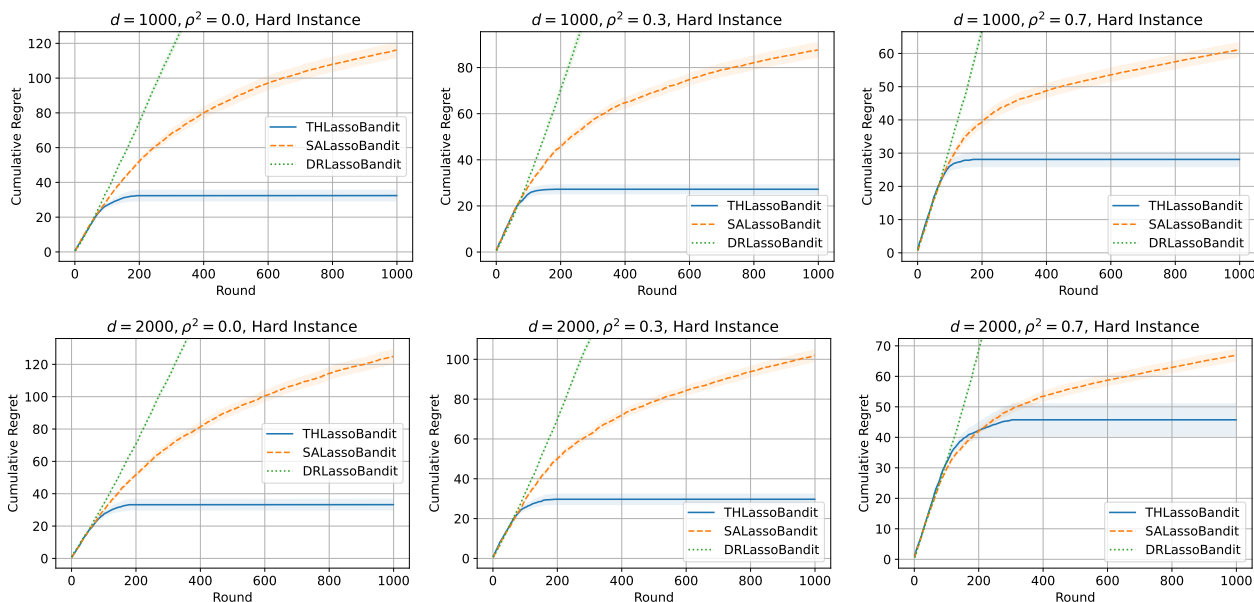 d = 1000, ρ² = 0.0, Hard Instance
Cumulative Regret
120
100
80
60
40
20
0
THLassoBandit
SALassoBandit
DRLassoBandit
0 200 400 600 800 1000
Round
d = 1000, ρ² = 0.3, Hard Instance
Cumulative Regret
80
60
40
20
0
THLassoBandit
SALassoBandit
DRLassoBandit
0 200 400 600 800 1000
Round
d = 1000, ρ² = 0.7, Hard Instance
Cumulative Regret
60
50
40
30
20
10
0
THLassoBandit
SALassoBandit
DRLassoBandit
0 200 400 600 800 1000
Round
d = 2000, ρ² = 0.0, Hard Instance
Cumulative Regret
120
100
80
60
40
20
0
THLassoBandit
SALassoBandit
DRLassoBandit
0 200 400 600 800 1000
Round
d = 2000, ρ² = 0.3, Hard Instance
Cumulative Regret
100
80
60
40
20
0
THLassoBandit
SALassoBandit
DRLassoBandit
0 200 400 600 800 1000
Round
d = 2000, ρ² = 0.7, Hard Instance
Cumulative Regret
70
60
50
40
30
20
10
0
THLassoBandit
SALassoBandit
DRLassoBandit
0 200 400 600 800 1000
Round